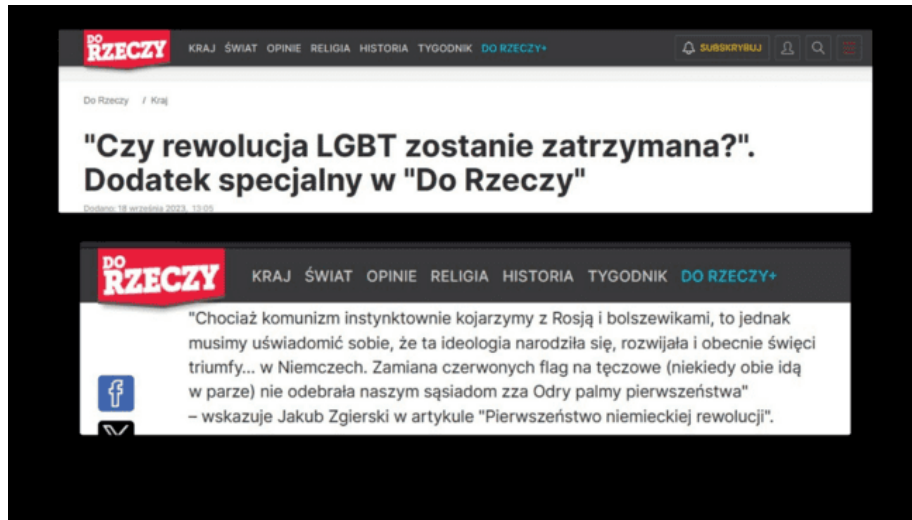 DO RZECZY KRAJ ŚWIAT OPINIE RELIGIA HISTORIA TYGODNIK DO RZECZY+ SUBSKRYBUJ
Do Rzeczy / Kraj
"Czy rewolucja LGBT zostanie zatrzymana?".
Dodatek specjalny w "Do Rzeczy"
Dodano: 18 września 2023, 13:05
DO RZECZY KRAJ ŚWIAT OPINIE RELIGIA HISTORIA TYGODNIK DO RZECZY+
"Chociaż komunizm instynktownie kojarzymy z Rosją i bolszewikami, to jednak
musimy uświadomić sobie, że ta ideologia narodziła się, rozwijała i obecnie święci
triumfy... w Niemczech. Zamiana czerwonych flag na tęczowe (niekiedy obie idą
w parze) nie odebrała naszym sąsiadom zza Odry palmy pierwszeństwa"
– wskazuje Jakub Zgierski w artykule "Pierwszeństwo niemieckiej rewolucji".